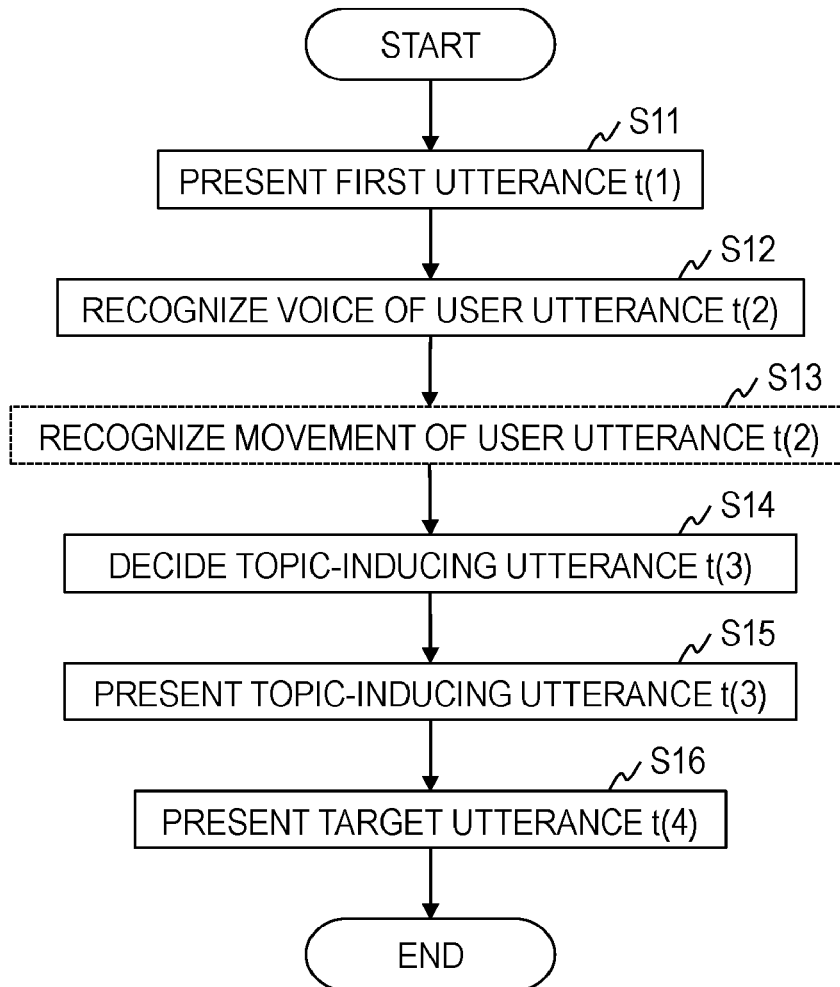 START
S11
PRESENT FIRST UTTERANCE t(1)
S12
RECOGNIZE VOICE OF USER UTTERANCE t(2)
S13
RECOGNIZE MOVEMENT OF USER UTTERANCE t(2)
S14
DECIDE TOPIC-INDUCING UTTERANCE t(3)
S15
PRESENT TOPIC-INDUCING UTTERANCE t(3)
S16
PRESENT TARGET UTTERANCE t(4)
END